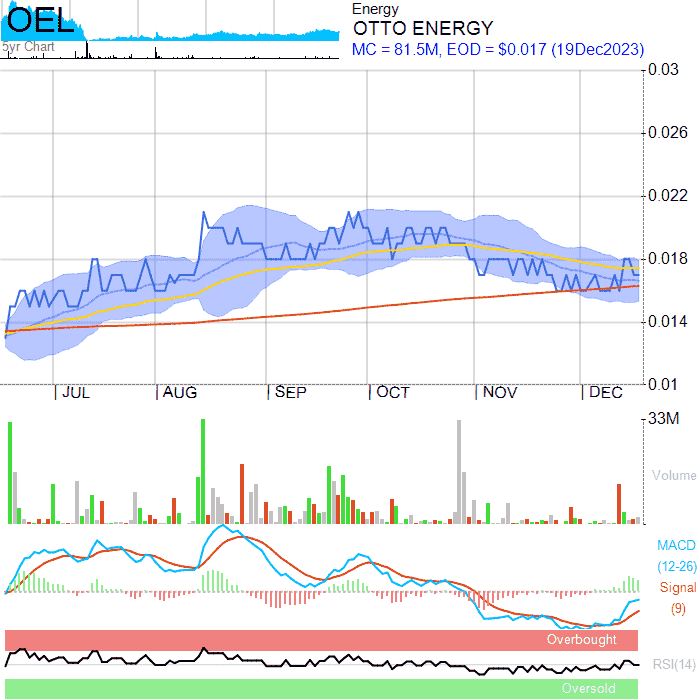 OEL
5yr Chart
Energy
OTTO ENERGY
MC = 81.5M, EOD = $0.017 (19Dec2023)
0.03
0.026
0.022
0.018
0.014
0.01
JUL AUG SEP OCT NOV DEC
33M
Volume
MACD
(12-26)
Signal
(9)
Overbought
RSI(14)
Oversold